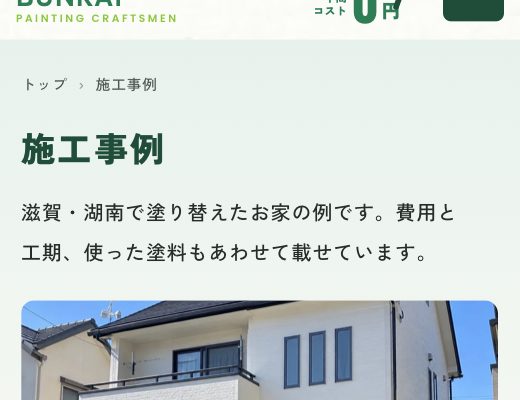 BUNKAI
PAINTING CRAFTSMEN
コスト 0円
トップ › 施工事例
施工事例
滋賀・湖南で塗り替えたお家の例です。費用と
工期、使った塗料もあわせて載せています。